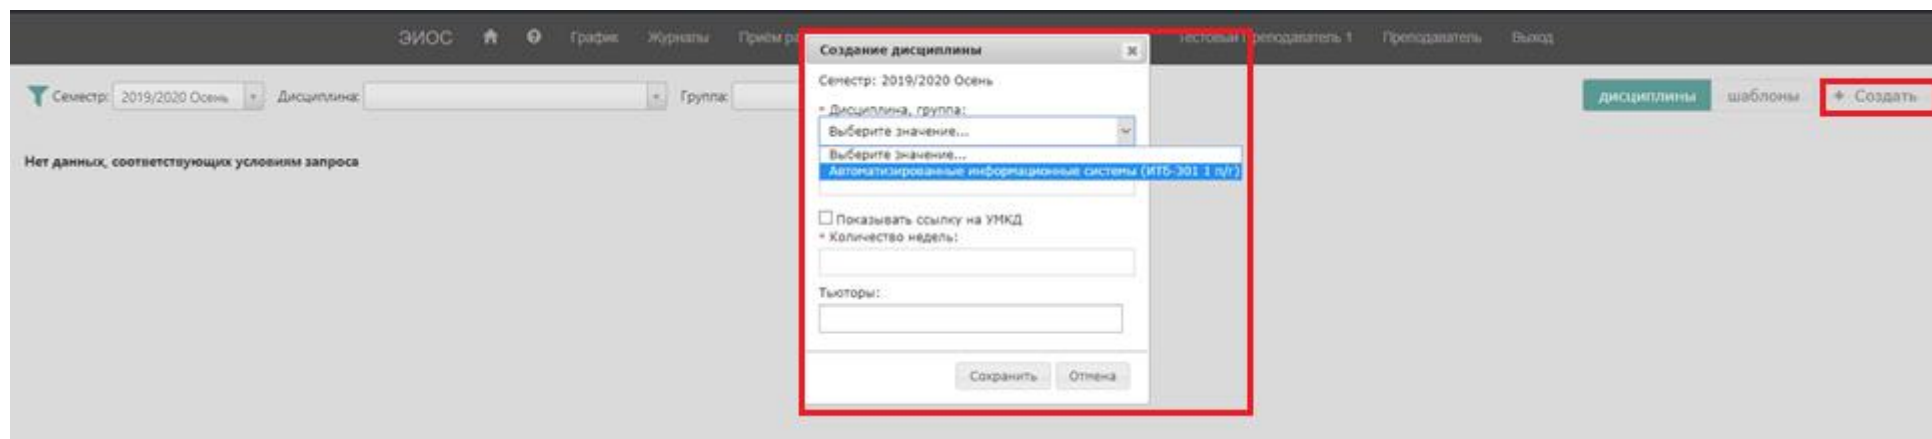 ЭИОС График Журналы Приём ра Тестовый Преподаватель 1 Преподаватель Выход
Семестр: 2019/2020 Осень Дисциплина: Группа: дисциплины шаблоны + Создать
Нет данных, соответствующих условиям запроса
Создание дисциплины
Семестр: 2019/2020 Осень
* Дисциплина, группа:
Выберите значение...
Выберите значение...
Автоматизированные информационные системы (ИТБ-301 1 п/г)
Показывать ссылку на УМКД
* Количество недель:
Тьюторы:
Сохранить Отмена